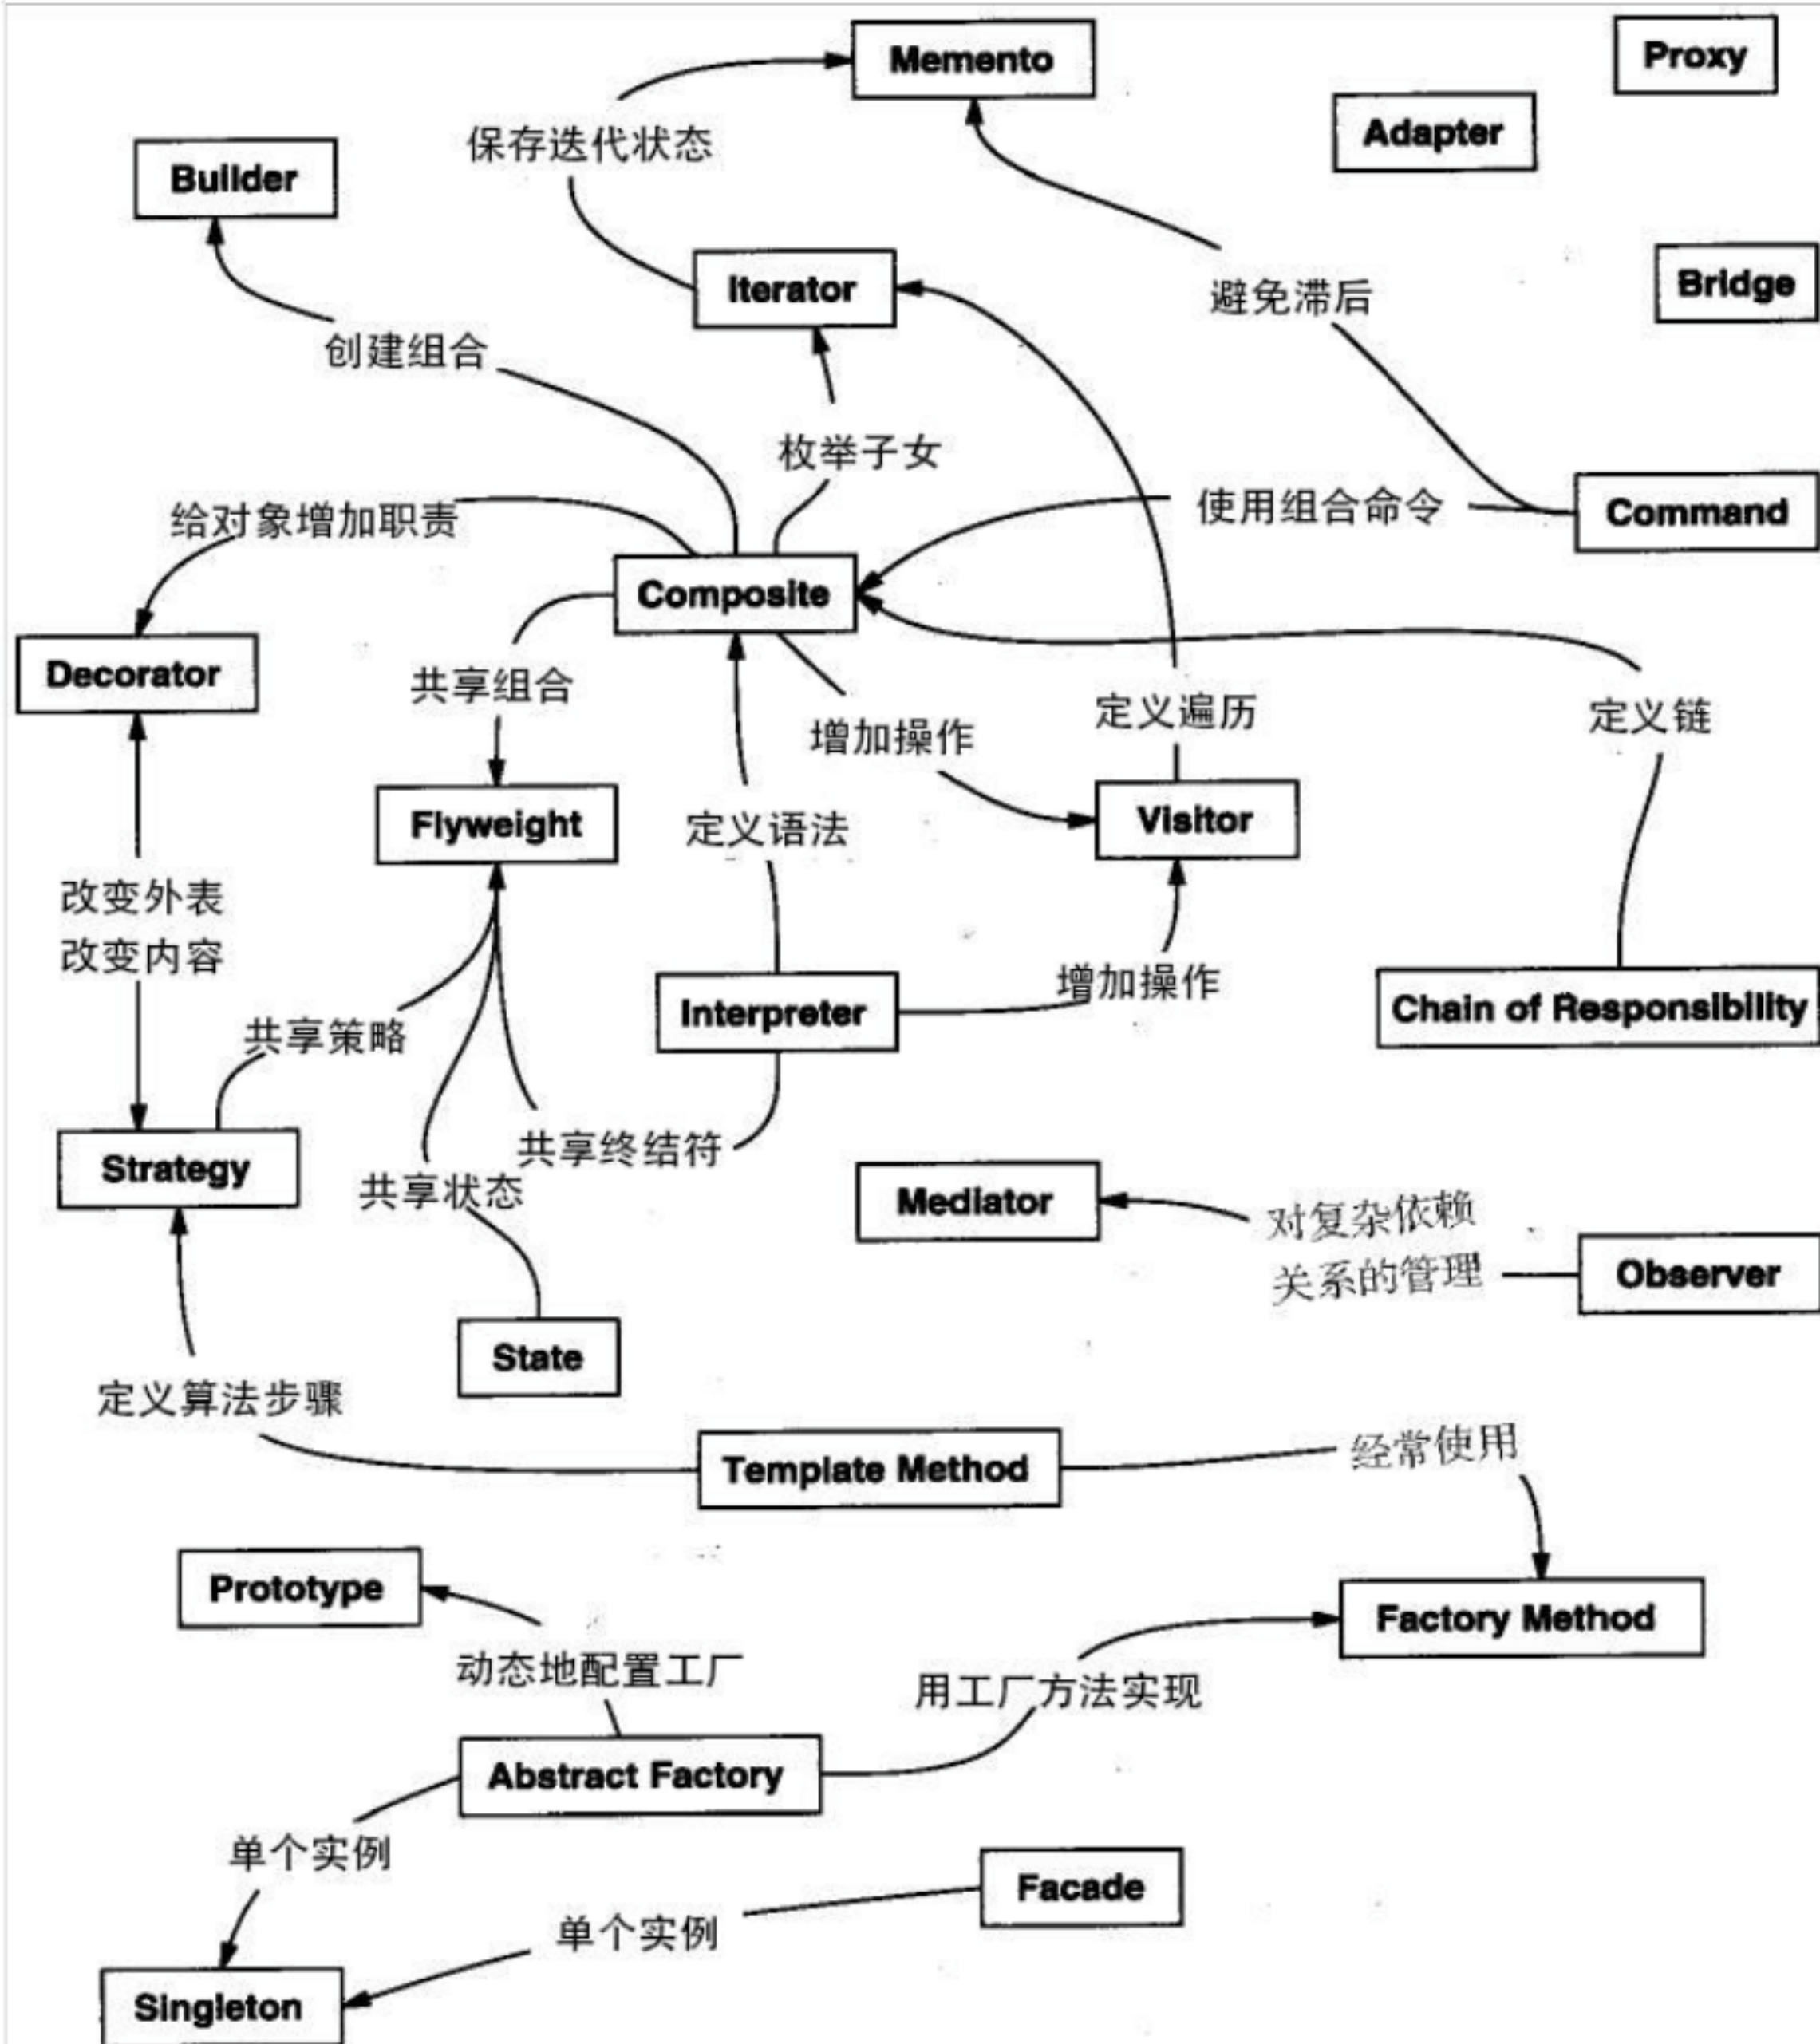 Memento
Proxy
Adapter
保存迭代状态
Builder
Iterator
Bridge
避免滞后
创建组合
枚举子女
使用组合命令
Command
给对象增加职责
Composite
Decorator
共享组合
增加操作
定义遍历
定义链
Flyweight
定义语法
Visitor
改变外表
改变内容
增加操作
Interpreter
Chain of Responsibility
共享策略
共享终结符
Strategy
共享状态
Mediator
对复杂依赖
关系的管理
Observer
State
定义算法步骤
Template Method
经常使用
Prototype
Factory Method
动态地配置工厂
用工厂方法实现
Abstract Factory
单个实例
Facade
单个实例
Singleton